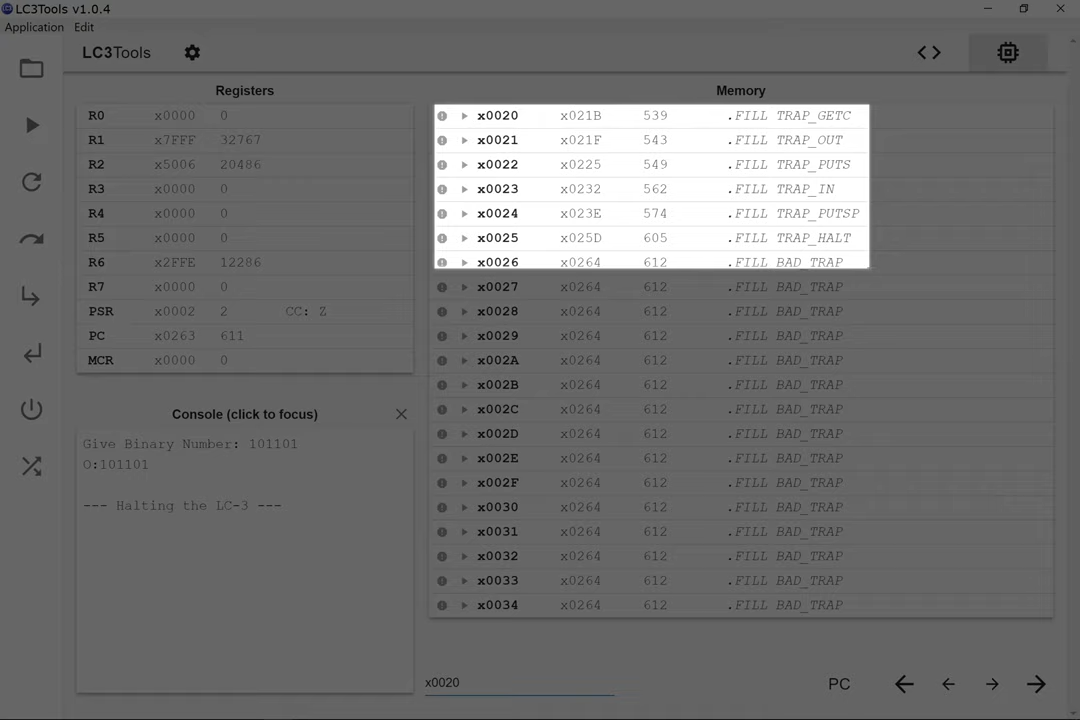 LC3Tools v1.0.4
Application Edit
LC3Tools
Registers
R0 x0000 0
R1 x7FFF 32767
R2 x5006 20486
R3 x0000 0
R4 x0000 0
R5 x0000 0
R6 x2FFE 12286
R7 x0000 0
PSR x0002 2 CC: Z
PC x0263 611
MCR x0000 0
Console (click to focus)
Give Binary Number: 101101
O:101101
--- Halting the LC-3 ---
Memory
x0020 x021B 539 .FILL TRAP_GETC
x0021 x021F 543 .FILL TRAP_OUT
x0022 x0225 549 .FILL TRAP_PUTS
x0023 x0232 562 .FILL TRAP_IN
x0024 x023E 574 .FILL TRAP_PUTSP
x0025 x025D 605 .FILL TRAP_HALT
x0026 x0264 612 .FILL BAD_TRAP
x0027 x0264 612 .FILL BAD_TRAP
x0028 x0264 612 .FILL BAD_TRAP
x0029 x0264 612 .FILL BAD_TRAP
x002A x0264 612 .FILL BAD_TRAP
x002B x0264 612 .FILL BAD_TRAP
x002C x0264 612 .FILL BAD_TRAP
x002D x0264 612 .FILL BAD_TRAP
x002E x0264 612 .FILL BAD_TRAP
x002F x0264 612 .FILL BAD_TRAP
x0030 x0264 612 .FILL BAD_TRAP
x0031 x0264 612 .FILL BAD_TRAP
x0032 x0264 612 .FILL BAD_TRAP
x0033 x0264 612 .FILL BAD_TRAP
x0034 x0264 612 .FILL BAD_TRAP
x0020
PC